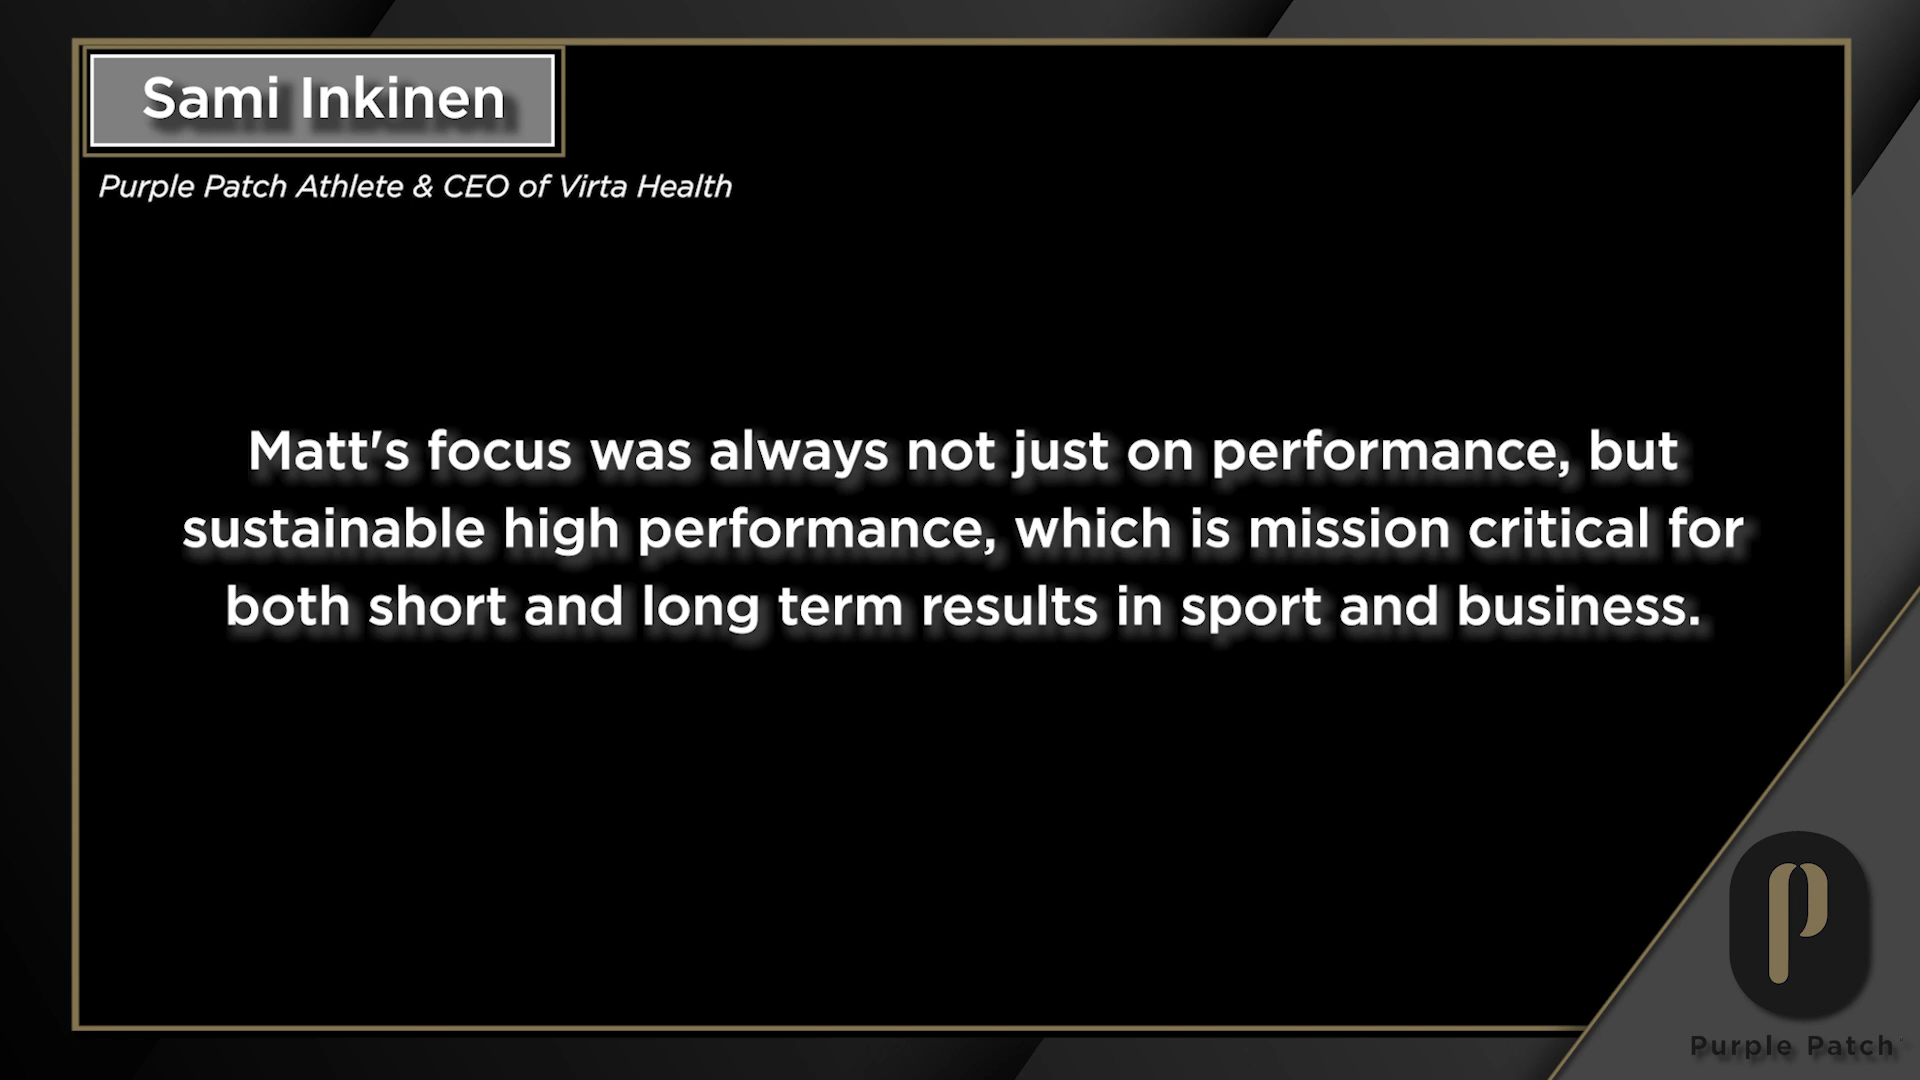 Sami Inkinen
Purple Patch Athlete & CEO of Virta Health
Matt's focus was always not just on performance, but
sustainable high performance, which is mission critical for
both short and long term results in sport and business.
Purple Patch